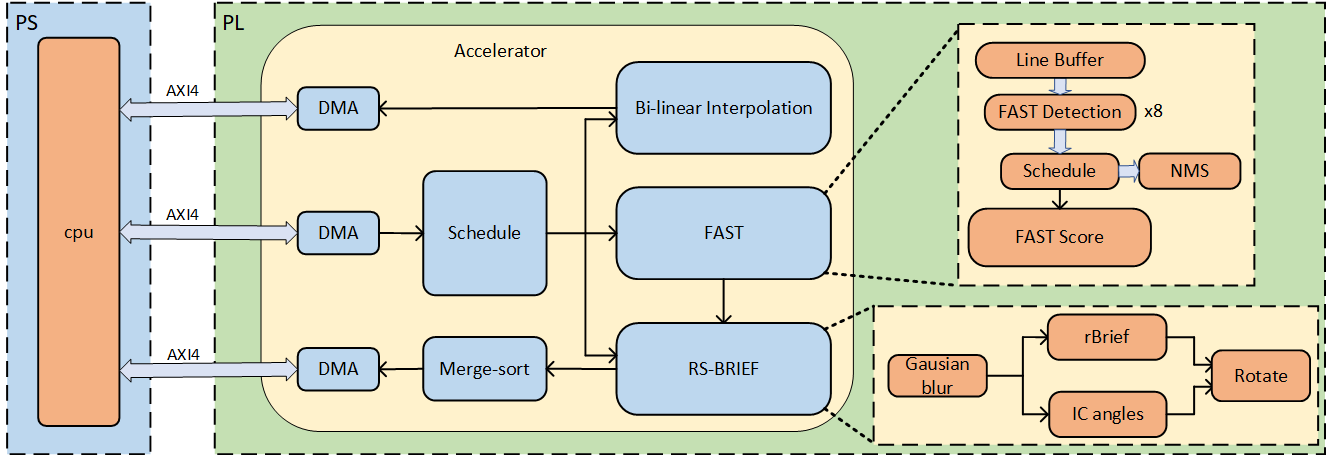 PS
PL
Accelerator
cpu
AXI4
DMA
Bi-linear Interpolation
AXI4
DMA
Schedule
FAST
AXI4
DMA
Merge-sort
RS-BRIEF
Line Buffer
FAST Detection
x8
Schedule
NMS
FAST Score
Gausian
blur
rBrief
IC angles
Rotate